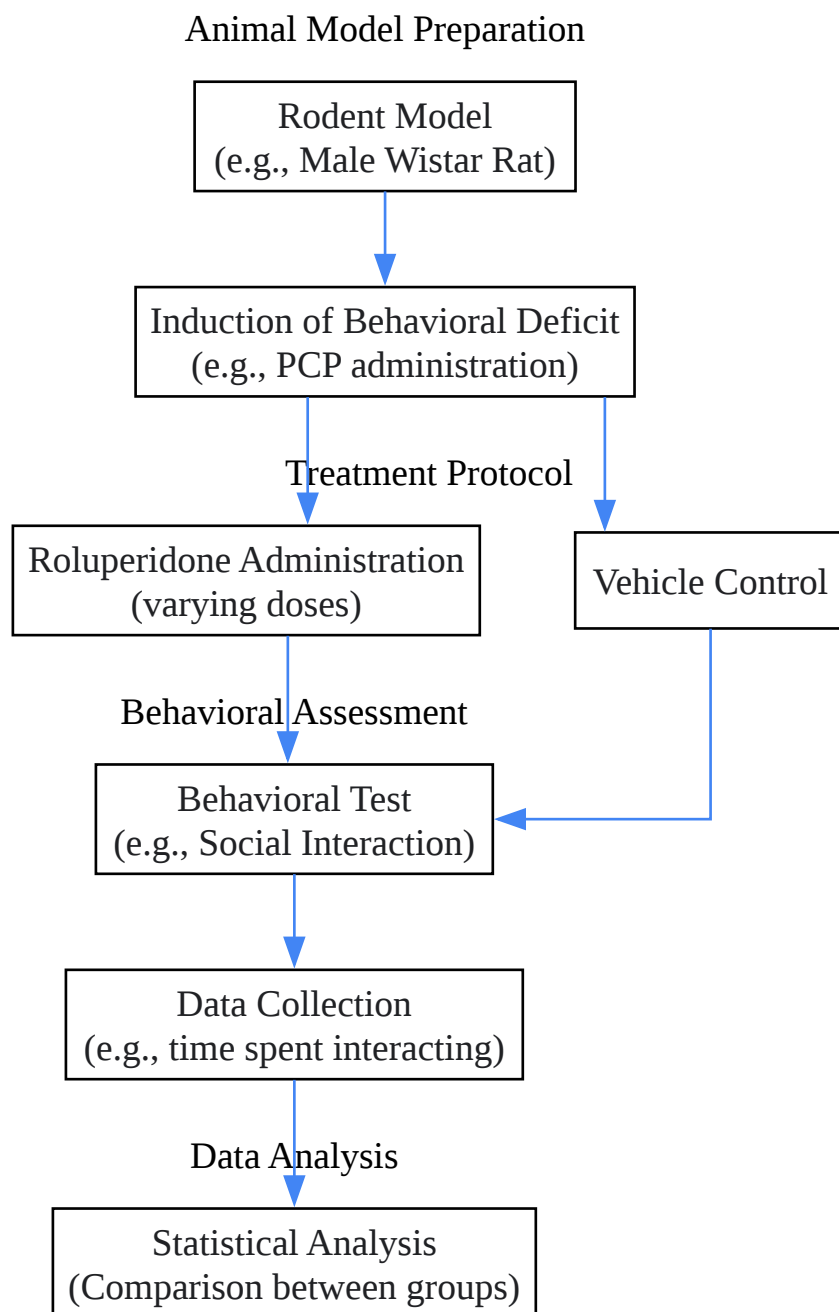 Animal Model Preparation
Rodent Model
(e.g., Male Wistar Rat)
Induction of Behavioral Deficit
(e.g., PCP administration)
Treatment Protocol
Roluperidone Administration
(varying doses)
Vehicle Control
Behavioral Assessment
Behavioral Test
(e.g., Social Interaction)
Data Collection
(e.g., time spent interacting)
Data Analysis
Statistical Analysis
(Comparison between groups)